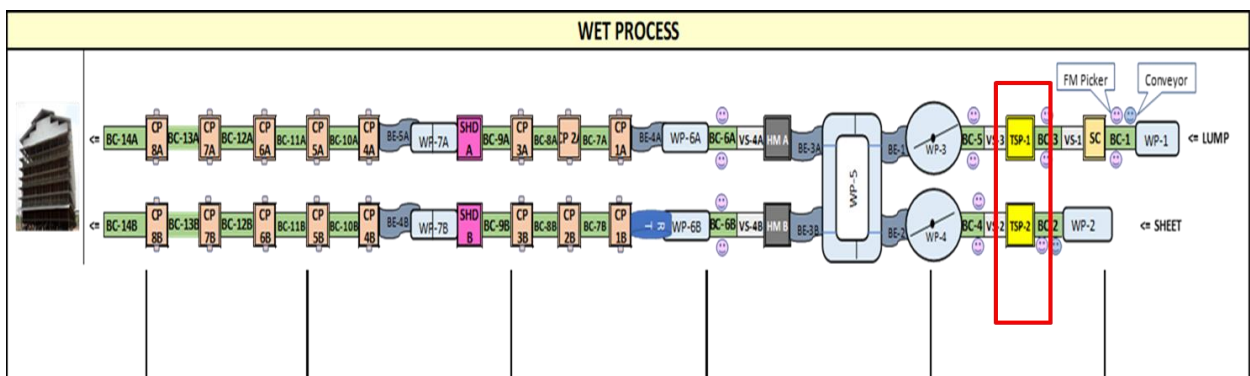 WET PROCESS
FM Picker Conveyor
<= BC-14A CP 8A BC-13A CP 7A BC-12A CP 6A BC-11A CP 5A BC-10A CP 4A BE-5A WP-7A SHD A BC-9A CP 3A BC-8A CP 2A BC-7A CP 1A BE-4A WP-6A BC-6A VS-4A HM A BE-3A WP-5 BE-1 WP-3 BC-5 VS-3 TSP-1 BC-3 VS-1 SC BC-1 WP-1 <= LUMP
<= BC-14B CP 8B BC-13B CP 7B BC-12B CP 6B BC-11B CP 5B BC-10B CP 4B BE-4B WP-7B SHD B BC-9B CP 3B BC-8B CP 2B BC-7B CP 1B R T WP-6B BC-6B VS-4B HM B BE-3B BE-2 WP-4 BC-4 VS-2 TSP-2 BC-2 WP-2 <= SHEET